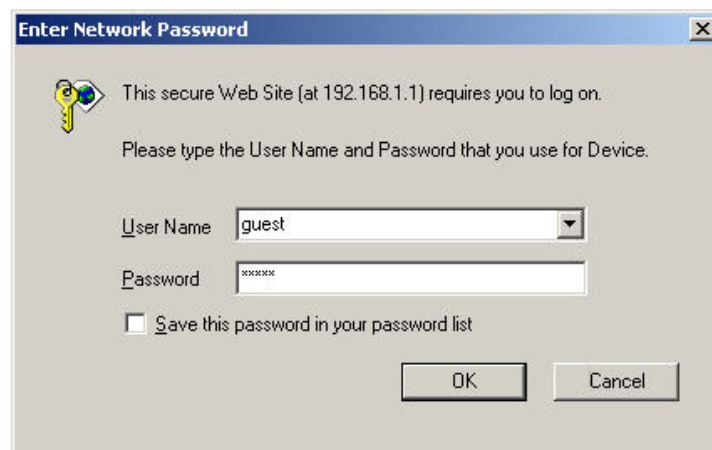 Enter Network Password
This secure Web Site (at 192.168.1.1) requires you to log on.
Please type the User Name and Password that you use for Device.
User Name guest
Password *****
Save this password in your password list
OK Cancel